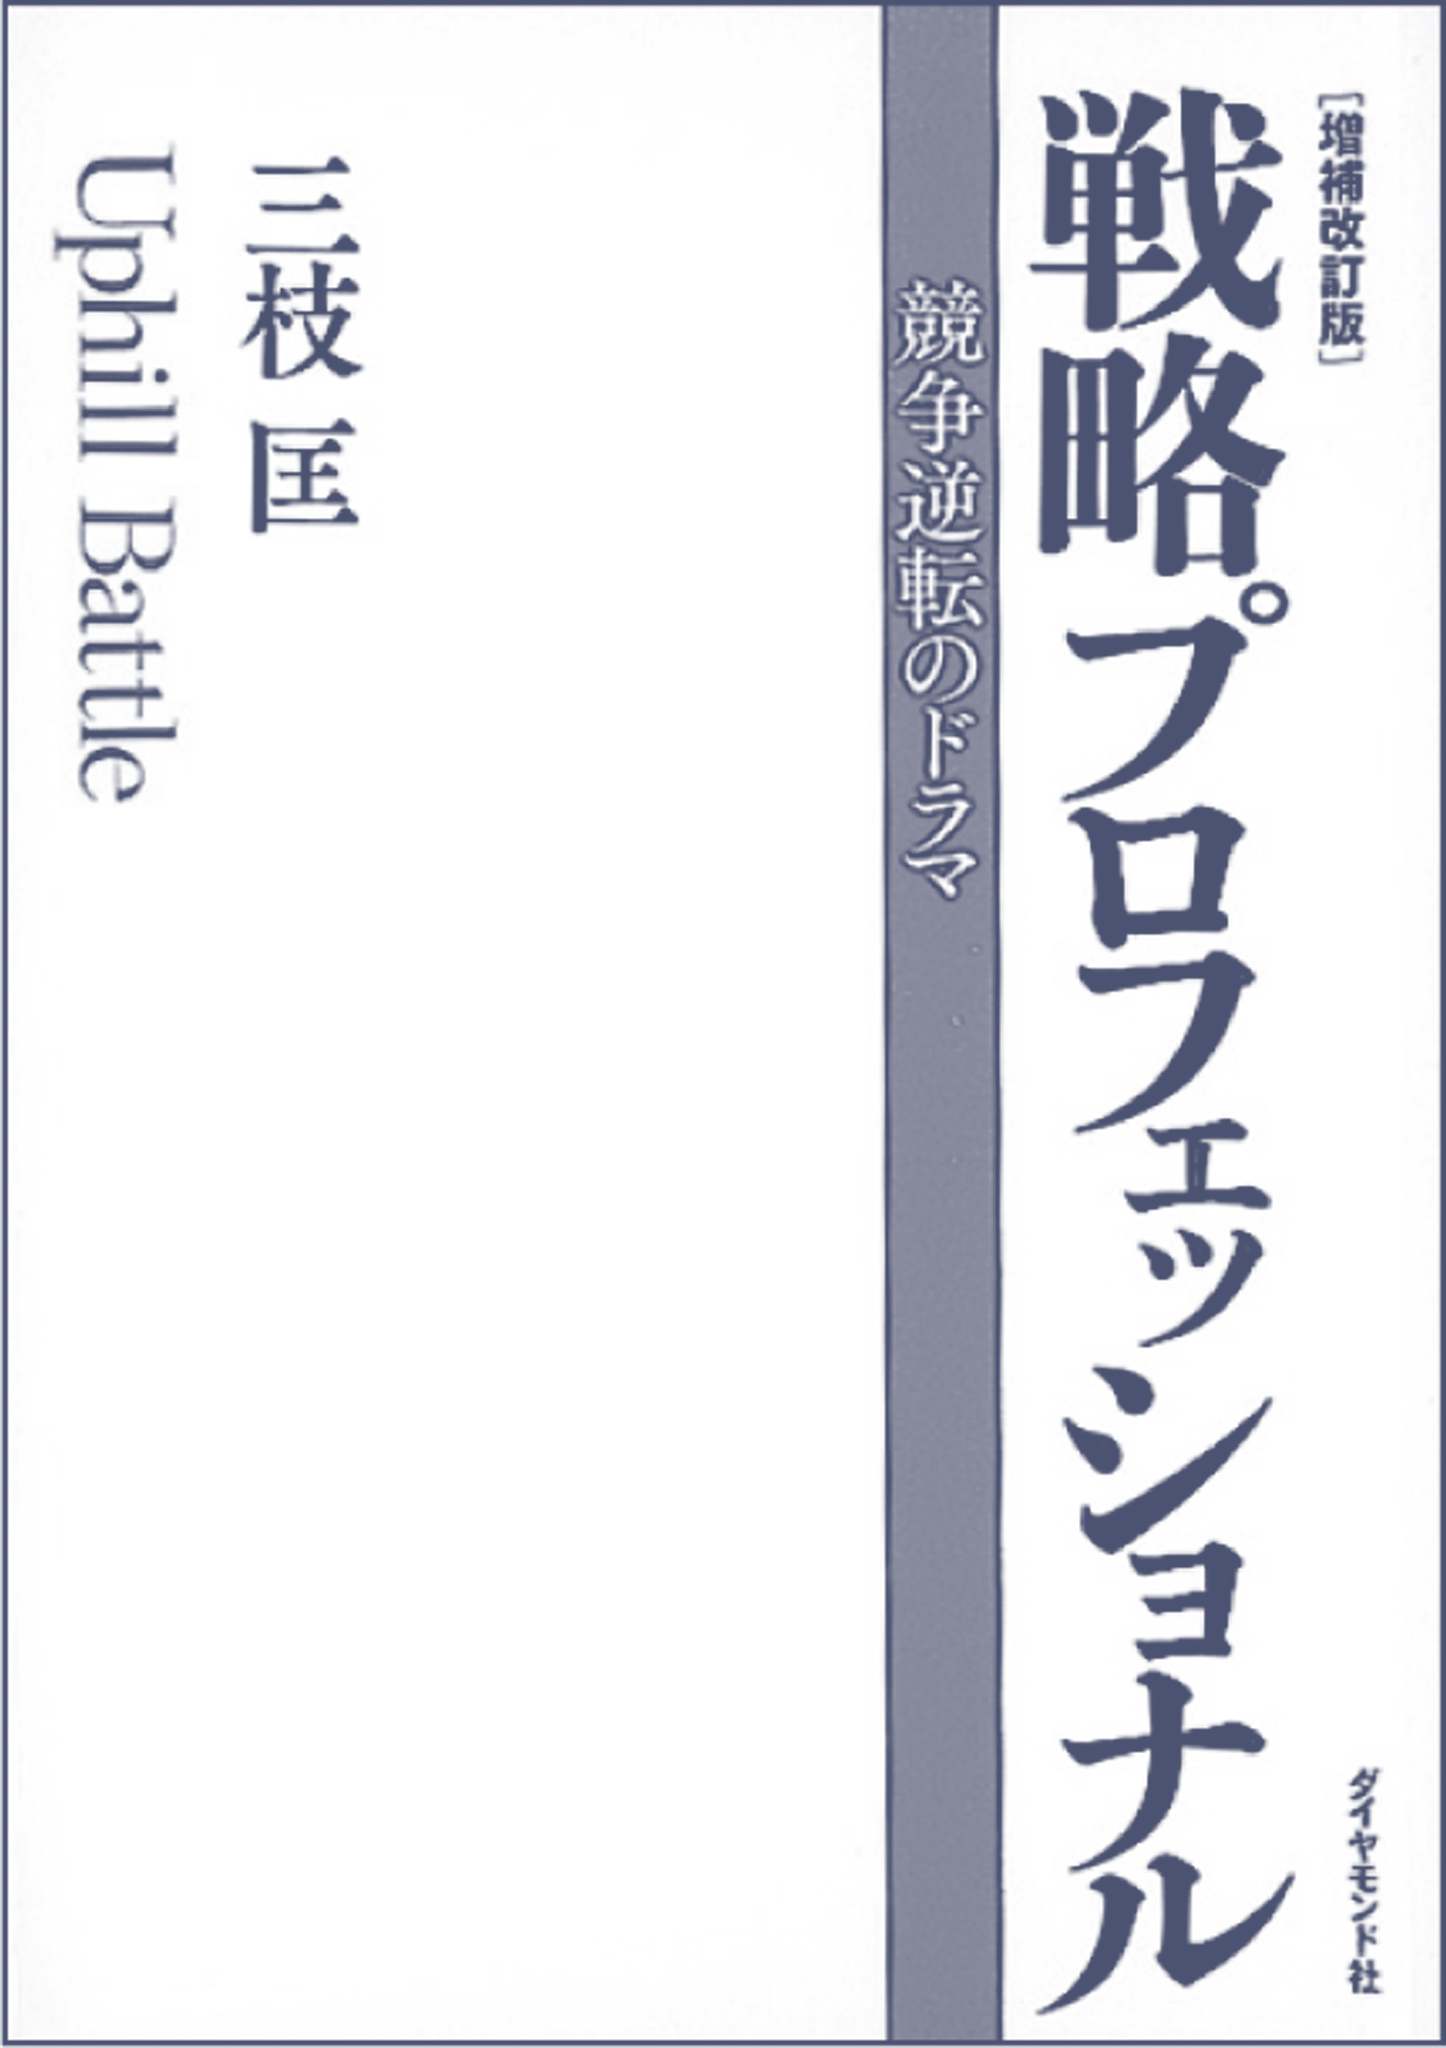 [増補改訂版]
戦略プロフェッショナル
競争逆転のドラマ
三枝 匡
Uphill Battle
ダイヤモンド社